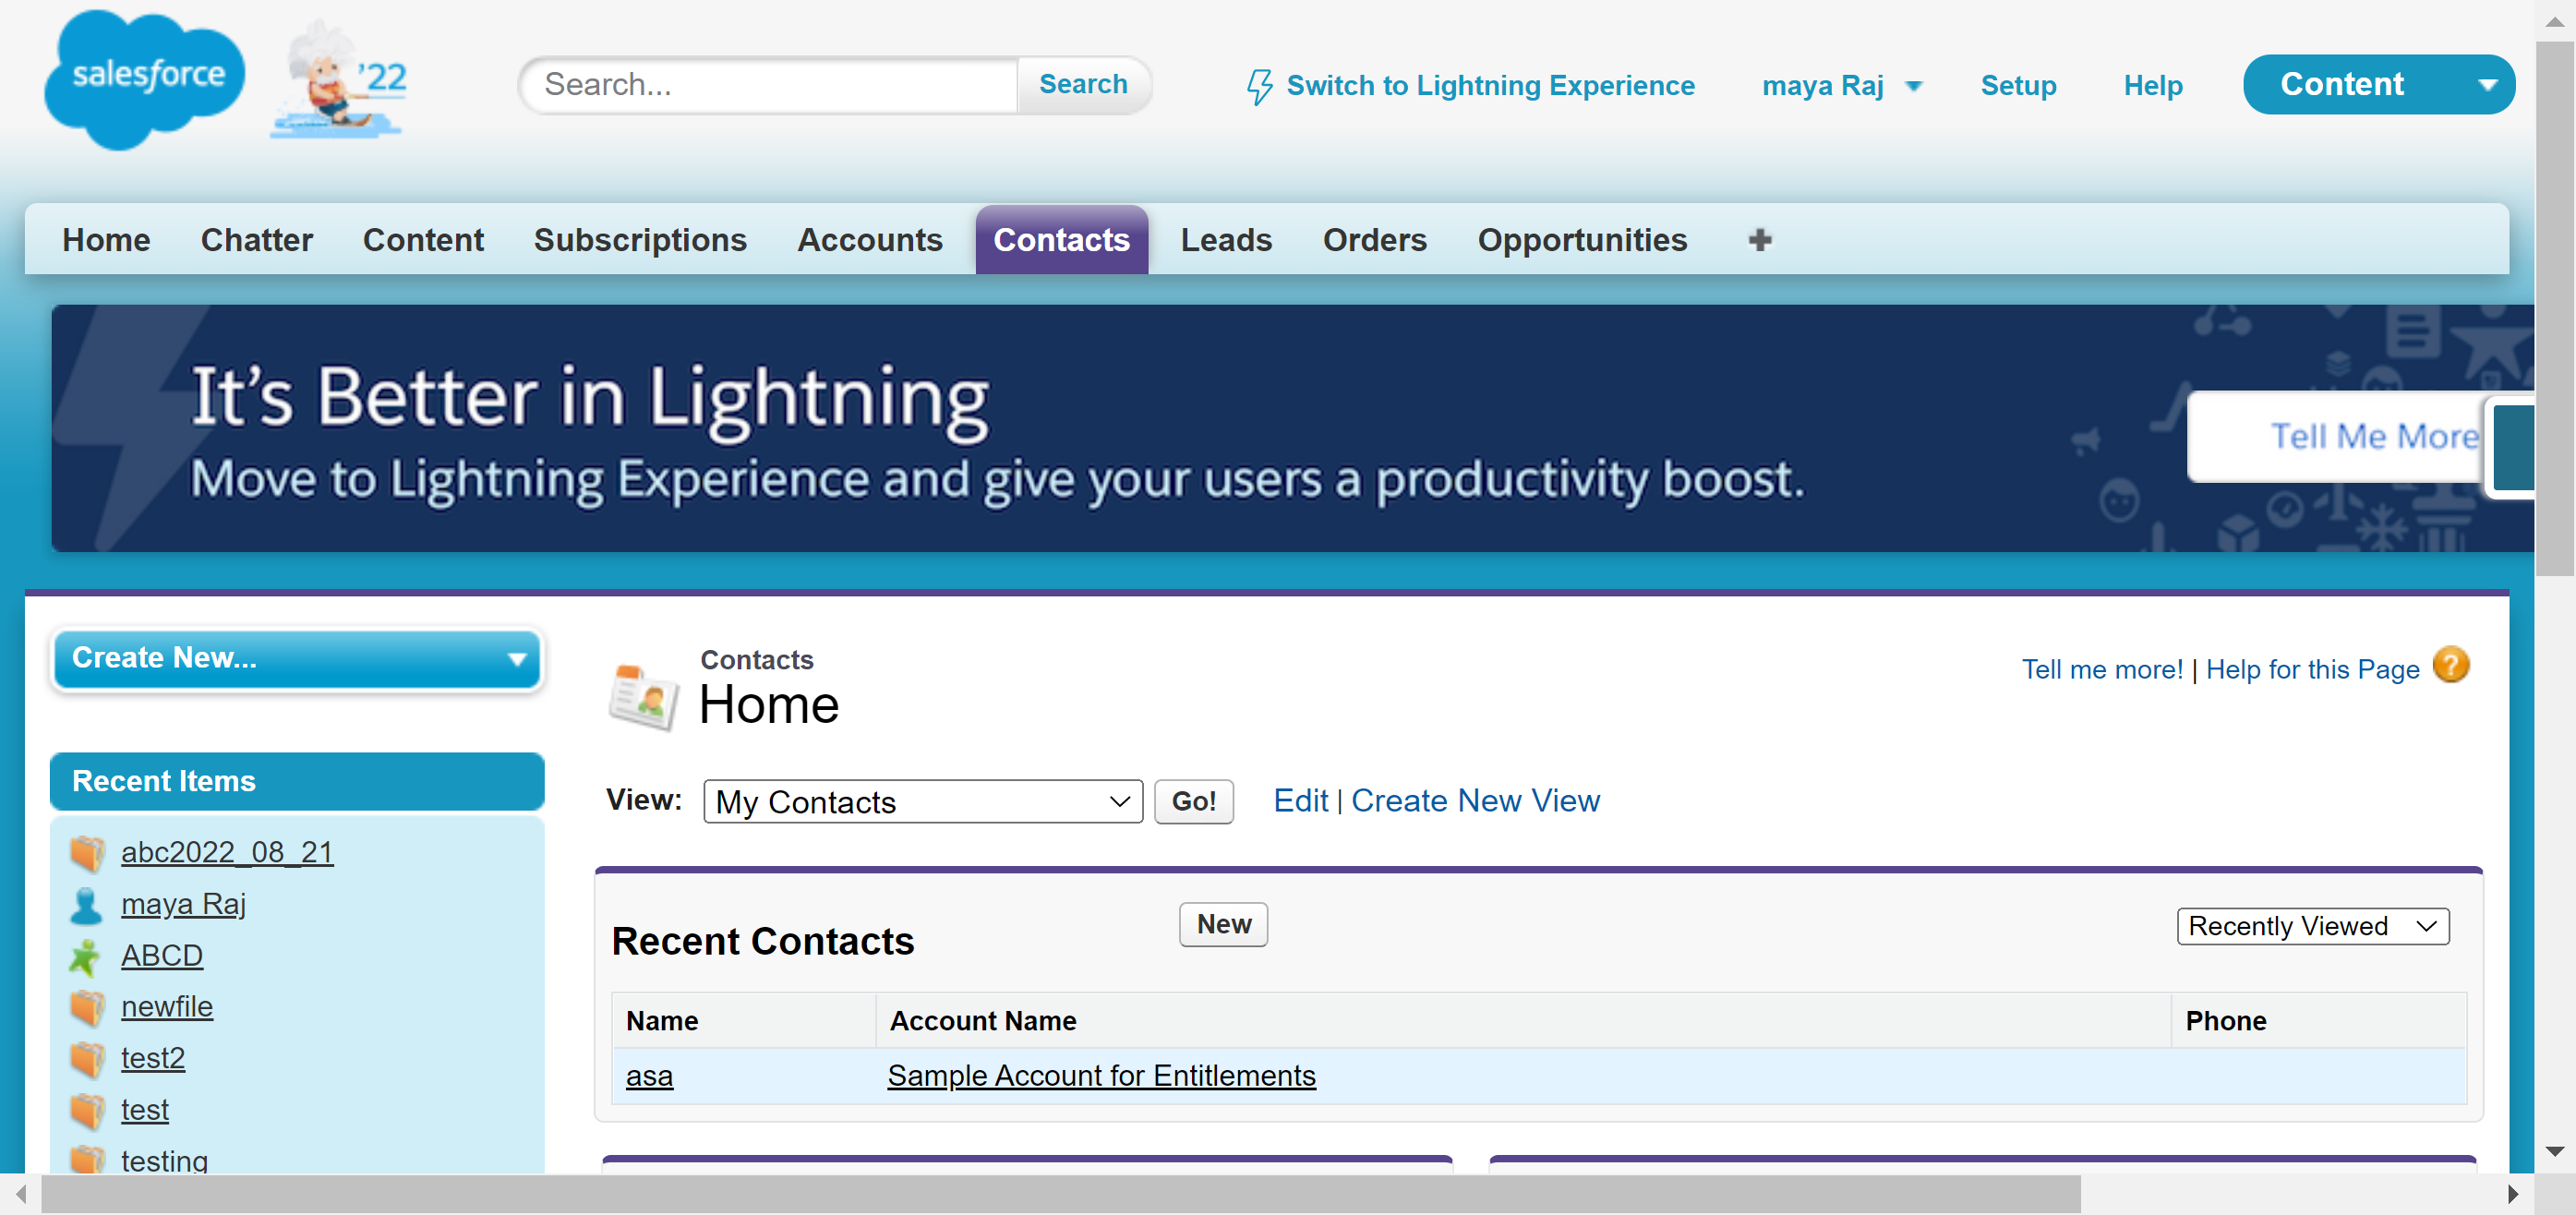 salesforce
'22
Search...
Search
Switch to Lightning Experience
maya Raj
Setup
Help
Content
Home
Chatter
Content
Subscriptions
Accounts
Contacts
Leads
Orders
Opportunities
It's Better in Lightning
Move to Lightning Experience and give your users a productivity boost.
Tell Me More
Create New...
Contacts
Home
Tell me more! | Help for this Page
?
View:
My Contacts
Go!
Edit | Create New View
Recent Items
abc2022_08_21
maya Raj
ABCD
newfile
test2
test
testing
Recent Contacts
New
Recently Viewed
Name
Account Name
Phone
asa
Sample Account for Entitlements